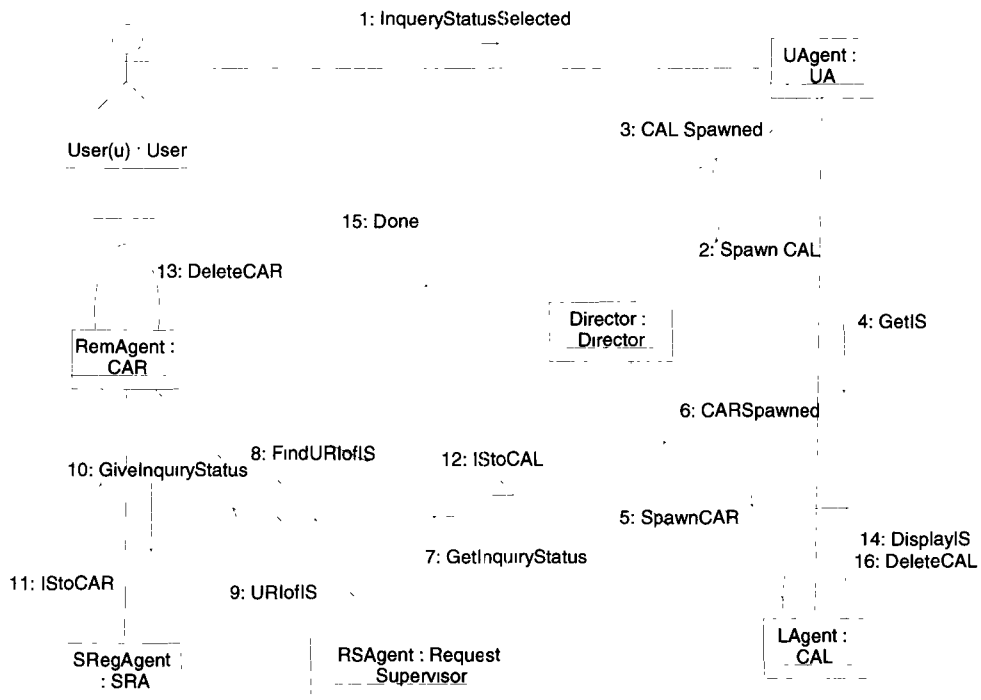 1: InqueryStatusSelected
UAgent :
UA
3: CAL Spawned
User(u) : User
15: Done
2: Spawn CAL
13: DeleteCAR
Director :
Director
4: GetIS
RemAgent :
CAR
6: CARSpawned
8: FindURlofIS
12: IStoCAL
10: GiveInquiryStatus
5: SpawnCAR
14: DisplayIS
7: GetInquiryStatus
16: DeleteCAL
11: IStoCAR
9: URlofIS
LAgent :
CAL
SRegAgent
: SRA
RSAgent : Request
Supervisor